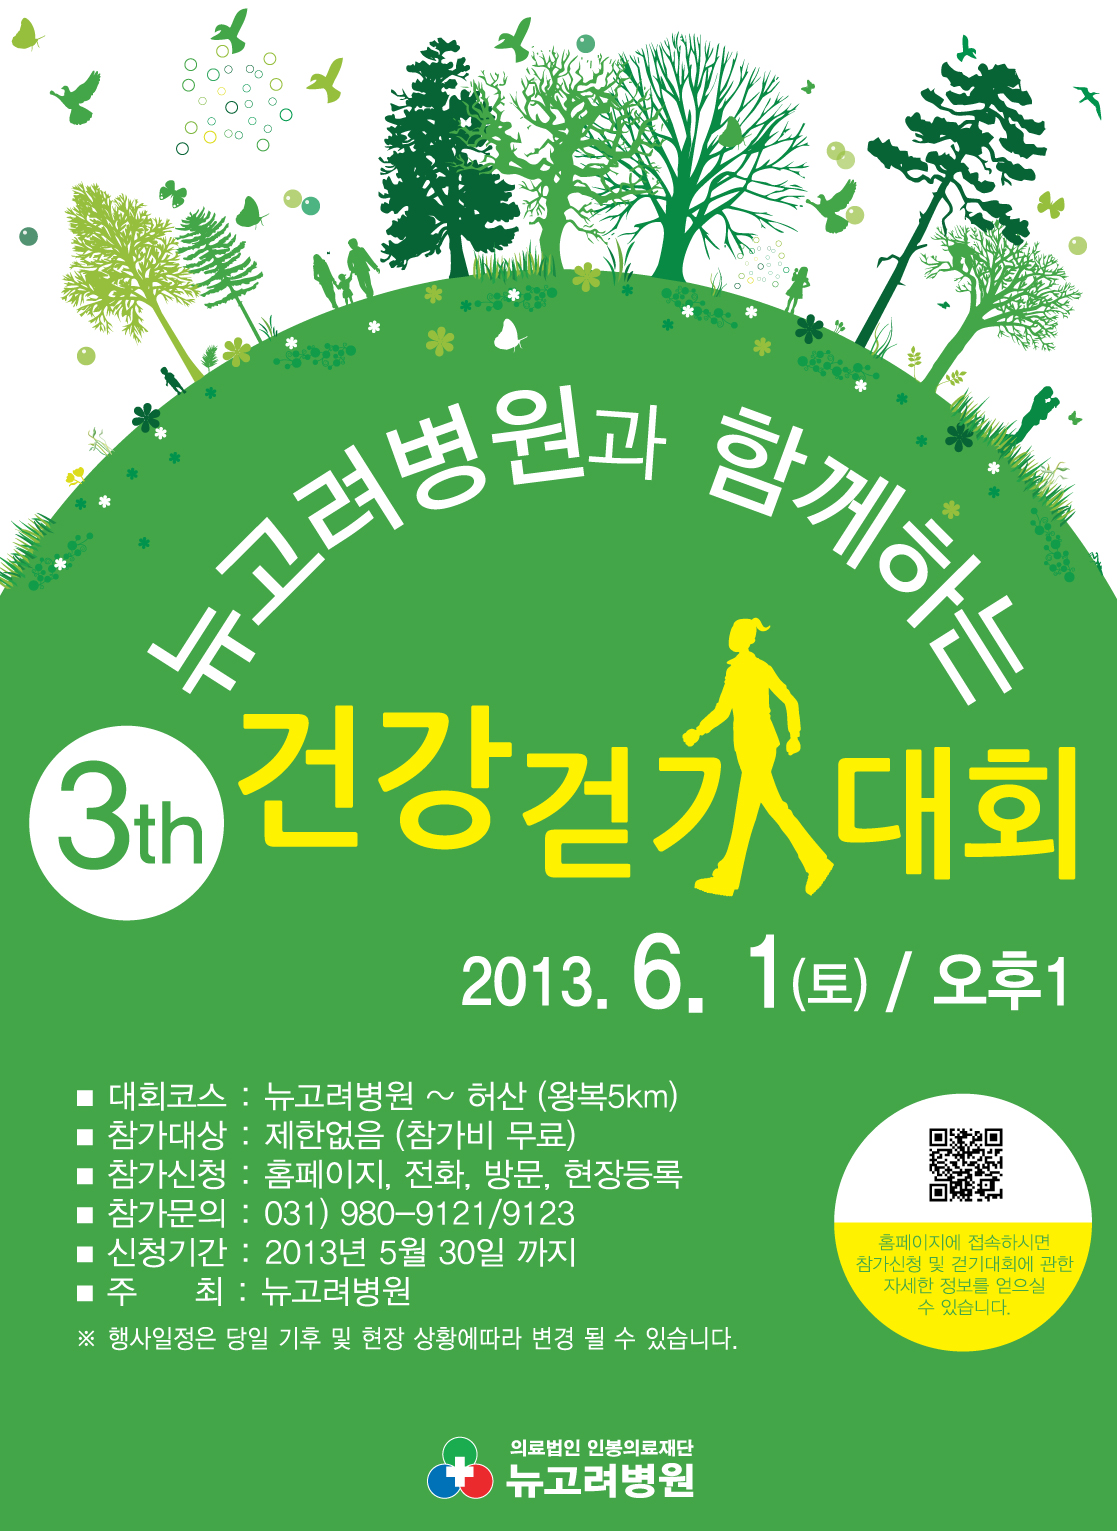 뉴고려병원과 함께하는
3th
건강걷기대회
2013. 6. 1(토) / 오후1
■ 대회코스 : 뉴고려병원 ~ 허산 (왕복5km)
■ 참가대상 : 제한없음 (참가비 무료)
■ 참가신청 : 홈페이지, 전화, 방문, 현장등록
■ 참가문의 : 031) 980-9121/9123
■ 신청기간 : 2013년 5월 30일 까지
■ 주 최 : 뉴고려병원
※ 행사일정은 당일 기후 및 현장 상황에따라 변경 될 수 있습니다.
홈페이지에 접속하시면
참가신청 및 걷기대회에 관한
자세한 정보를 얻으실
수 있습니다.
의료법인 인봉의료재단
뉴고려병원